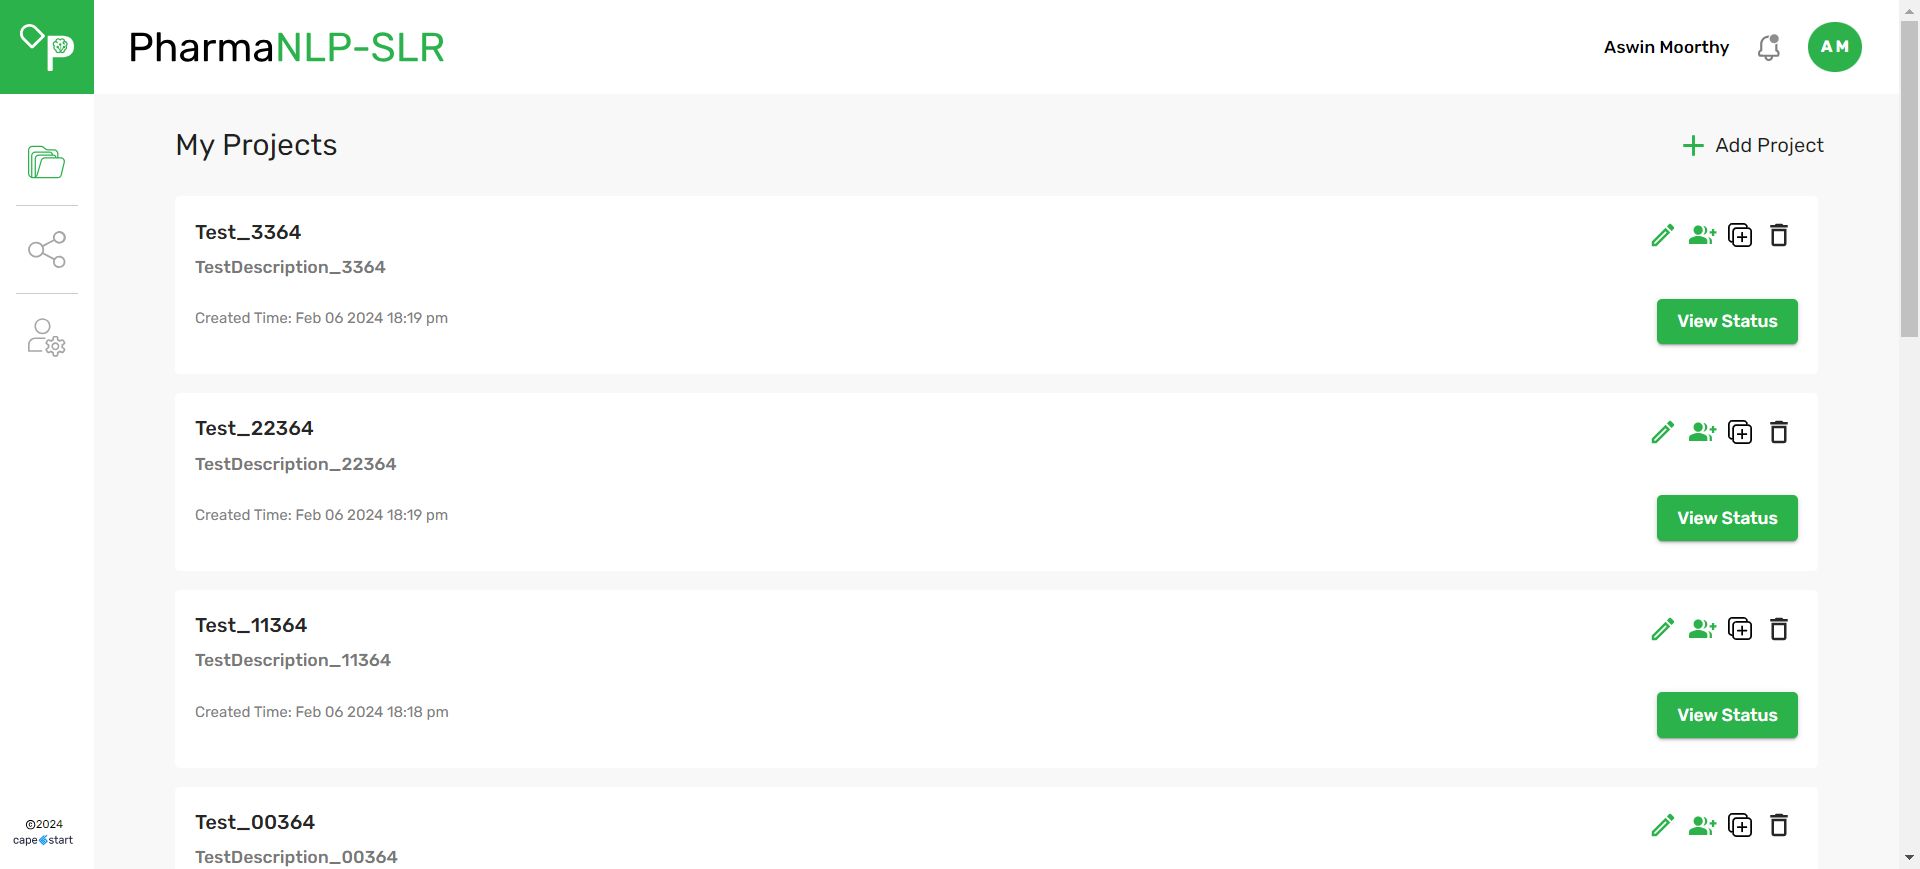 P
PharmaNLP-SLR
Aswin Moorthy
AM
My Projects
Add Project
Test_3364
TestDescription_3364
Created Time: Feb 06 2024 18:19 pm
View Status
Test_22364
TestDescription_22364
Created Time: Feb 06 2024 18:19 pm
View Status
Test_11364
TestDescription_11364
Created Time: Feb 06 2024 18:18 pm
View Status
Test_00364
TestDescription_00364
©2024
capestart